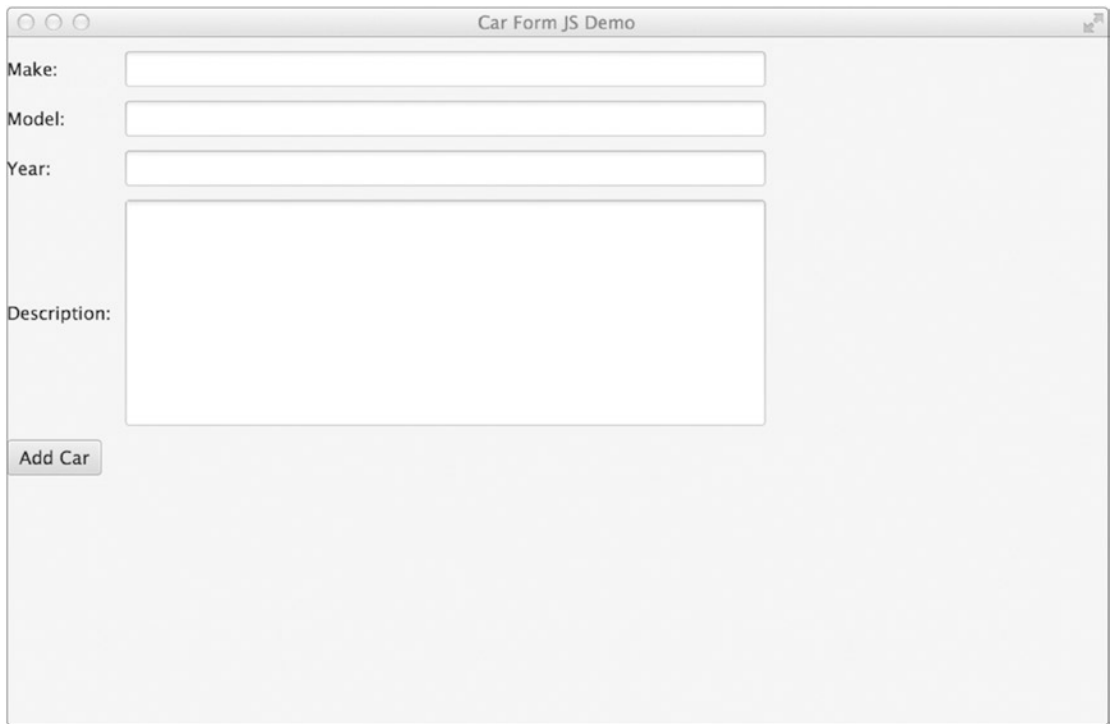 Car Form JS Demo
Make:
Model:
Year:
Description:
Add Car